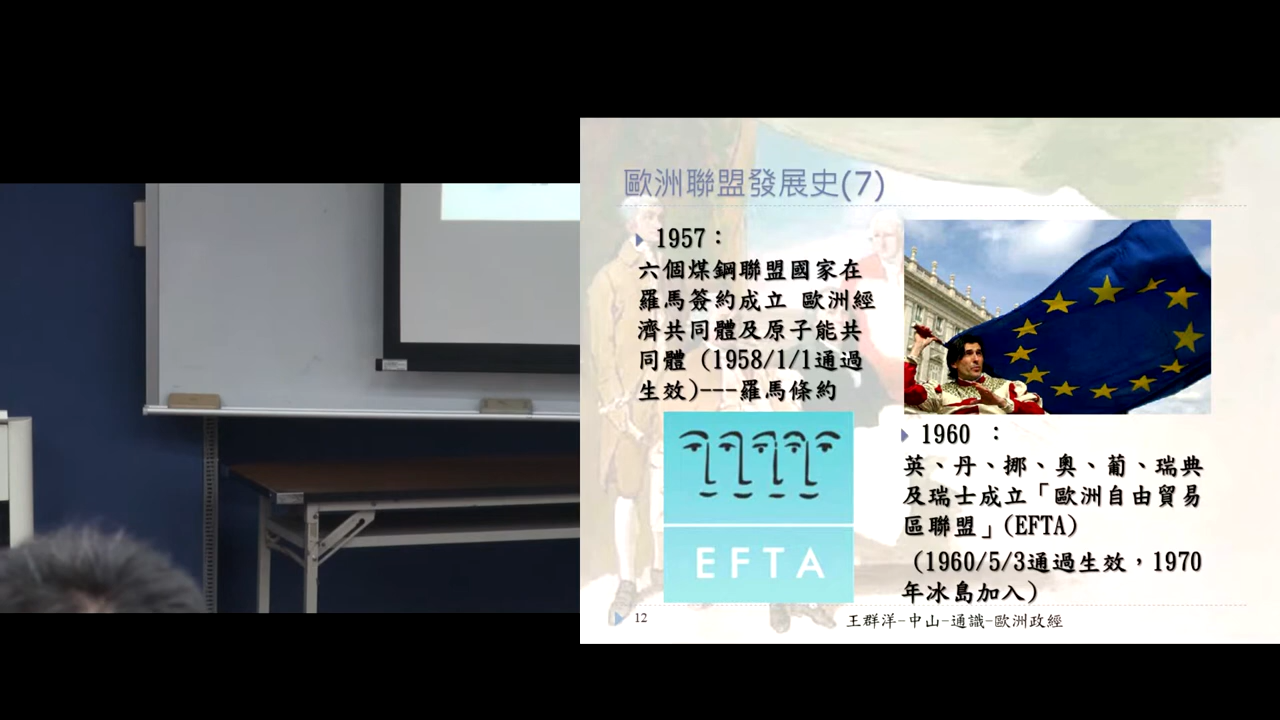 歐洲聯盟發展史(7)
1957：
六個煤鋼聯盟國家在
羅馬簽約成立 歐洲經
濟共同體及原子能共
同體 (1958/1/1通過
生效)---羅馬條約
EFTA
1960 ：
英、丹、挪、奧、葡、瑞典
及瑞士成立「歐洲自由貿易
區聯盟」(EFTA)
(1960/5/3通過生效，1970
年冰島加入)
12
王群洋-中山-通識-歐洲政經